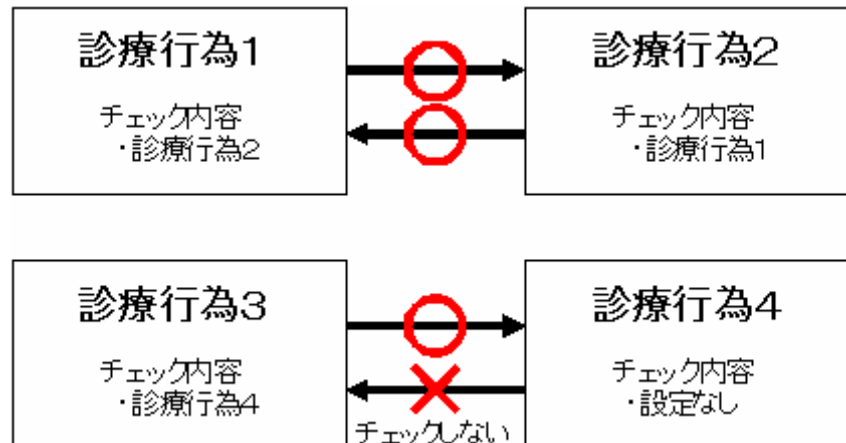 診療行為1
チェック内容
・診療行為2
診療行為2
チェック内容
・診療行為1
診療行為3
チェック内容
・診療行為4
チェックしない
診療行為4
チェック内容
・設定なし